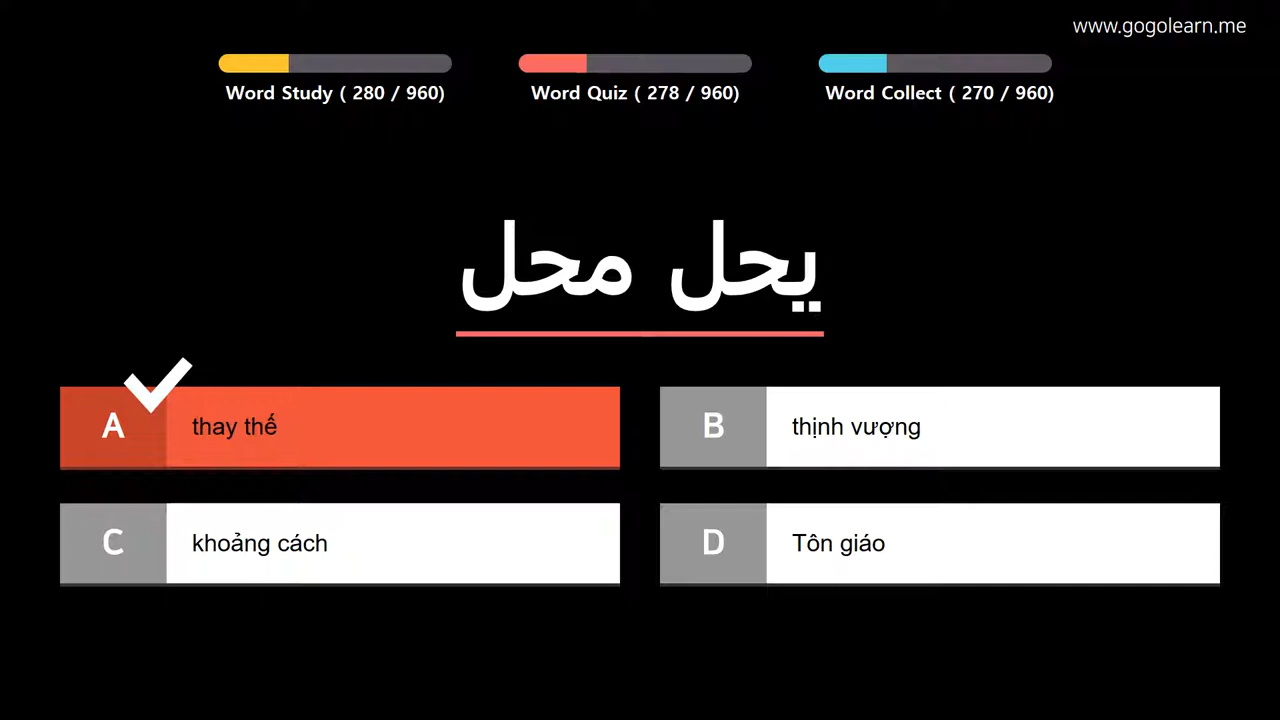 www.gogolearn.me
Word Study ( 280 / 960)
Word Quiz ( 278 / 960)
Word Collect ( 270 / 960)
يحل محل
A thay thế
B thịnh vượng
C khoảng cách
D Tôn giáo